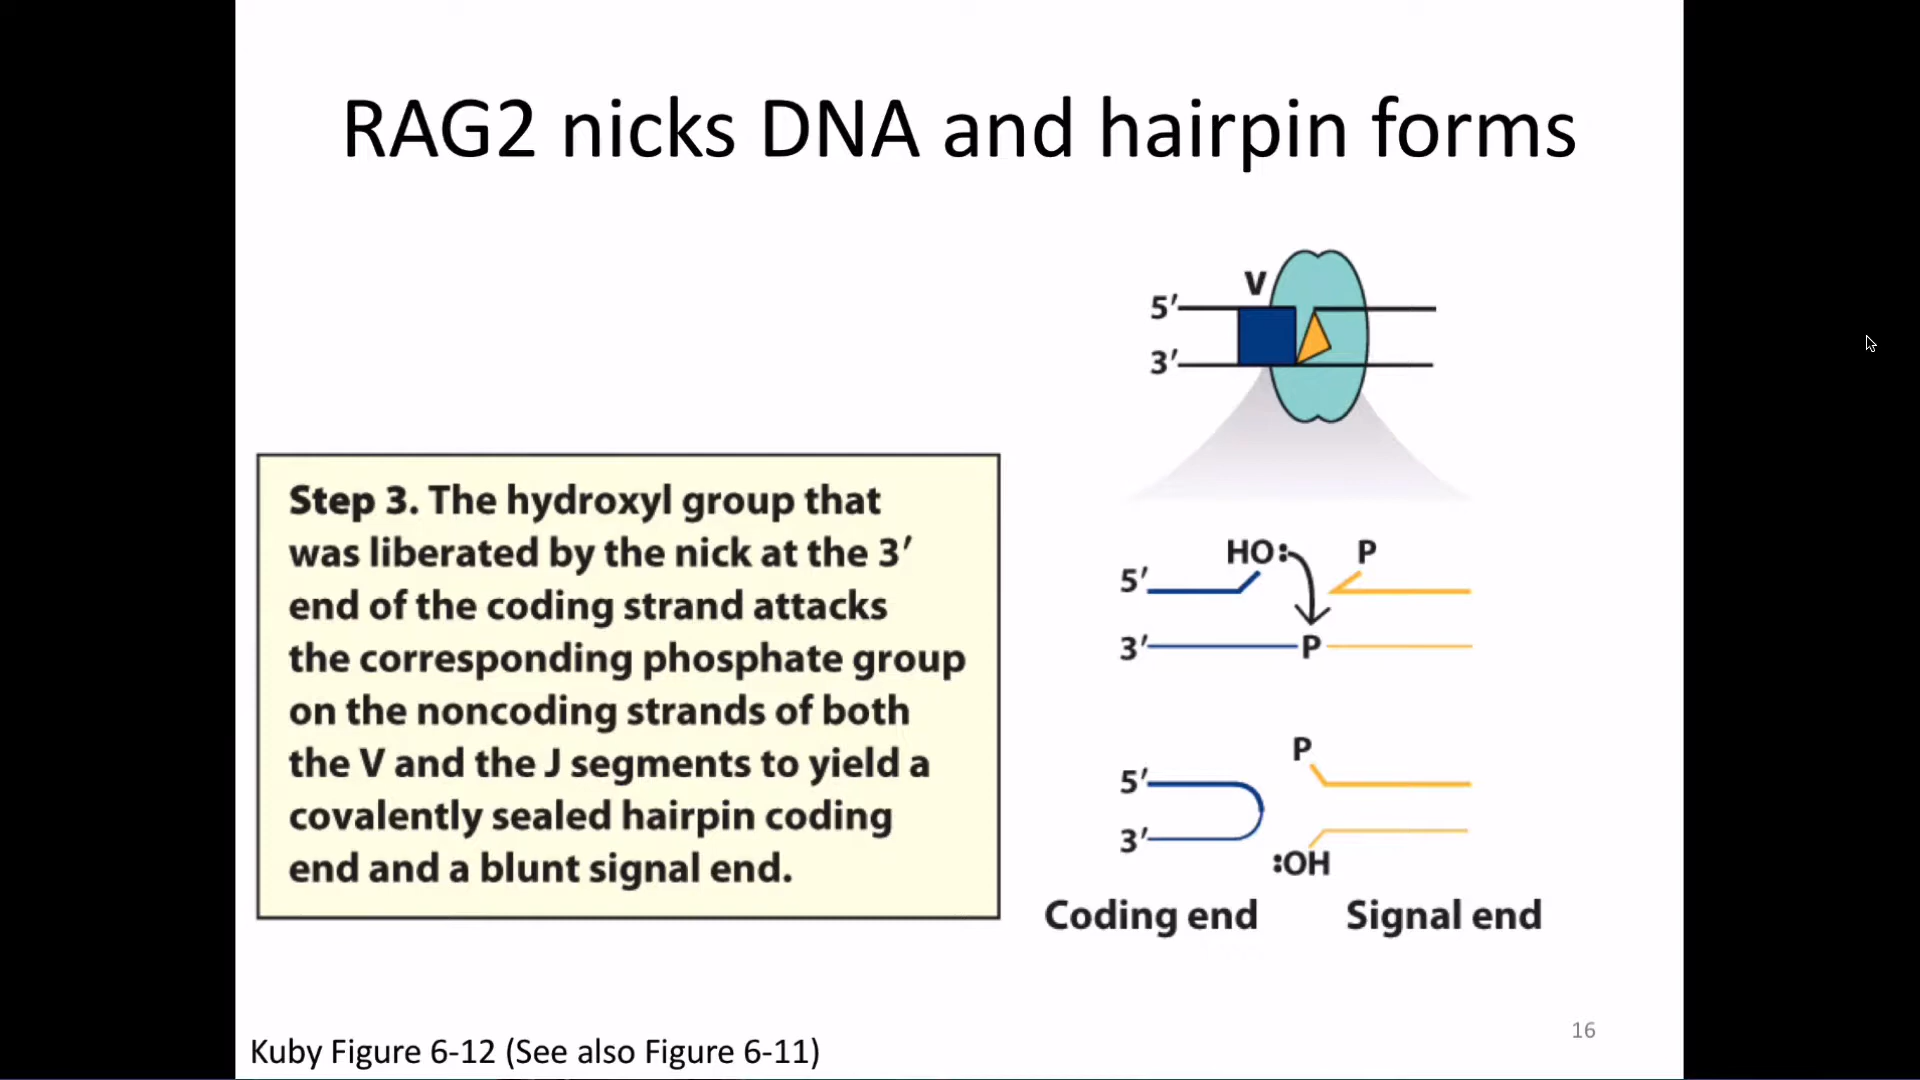 RAG2 nicks DNA and hairpin forms
V
5′
3′
Step 3. The hydroxyl group that
was liberated by the nick at the 3′
end of the coding strand attacks
the corresponding phosphate group
on the noncoding strands of both
the V and the J segments to yield a
covalently sealed hairpin coding
end and a blunt signal end.
HO: P
5′
3′ P
P
5′
3′
:OH
Coding end Signal end
16
Kuby Figure 6-12 (See also Figure 6-11)